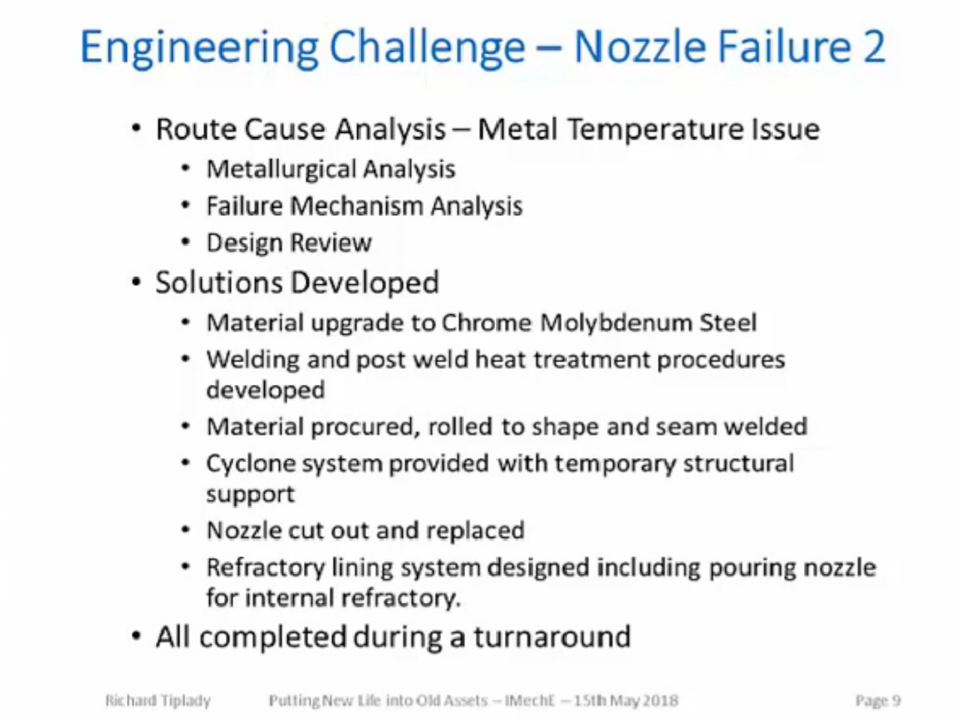 Engineering Challenge – Nozzle Failure 2
• Route Cause Analysis – Metal Temperature Issue
• Metallurgical Analysis
• Failure Mechanism Analysis
• Design Review
• Solutions Developed
• Material upgrade to Chrome Molybdenum Steel
• Welding and post weld heat treatment procedures
developed
• Material procured, rolled to shape and seam welded
• Cyclone system provided with temporary structural
support
• Nozzle cut out and replaced
• Refractory lining system designed including pouring nozzle
for internal refractory.
• All completed during a turnaround
Richard Tiplady Putting New Life into Old Assets – IMechE – 15th May 2018 Page 9